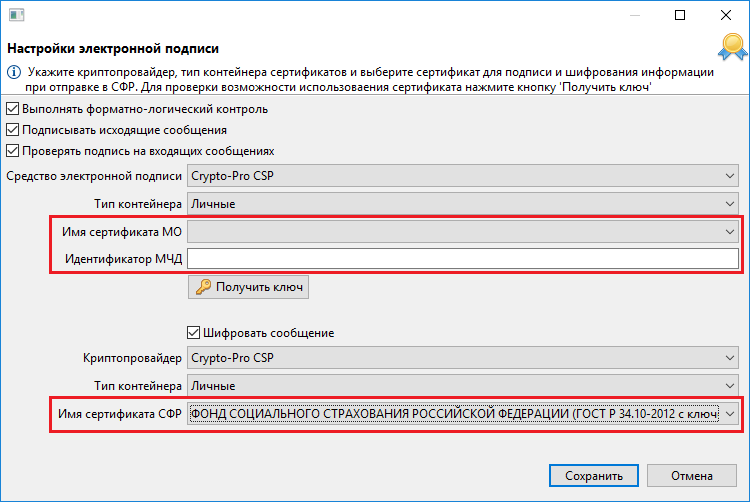 Настройки электронной подписи
Укажите криптопровайдер, тип контейнера сертификатов и выберите сертификат для подписи и шифрования информации
при отправке в СФР. Для проверки возможности использоваения сертификата нажмите кнопку 'Получить ключ'
Выполнять форматно-логический контроль
Подписывать исходящие сообщения
Проверять подпись на входящих сообщениях
Средство электронной подписи Crypto-Pro CSP
Тип контейнера Личные
Имя сертификата МО
Идентификатор МЧД
Получить ключ
Шифровать сообщение
Криптопровайдер Crypto-Pro CSP
Тип контейнера Личные
Имя сертификата СФР ФОНД СОЦИАЛЬНОГО СТРАХОВАНИЯ РОССИЙСКОЙ ФЕДЕРАЦИИ (ГОСТ Р 34.10-2012 с ключ
Сохранить Отмена